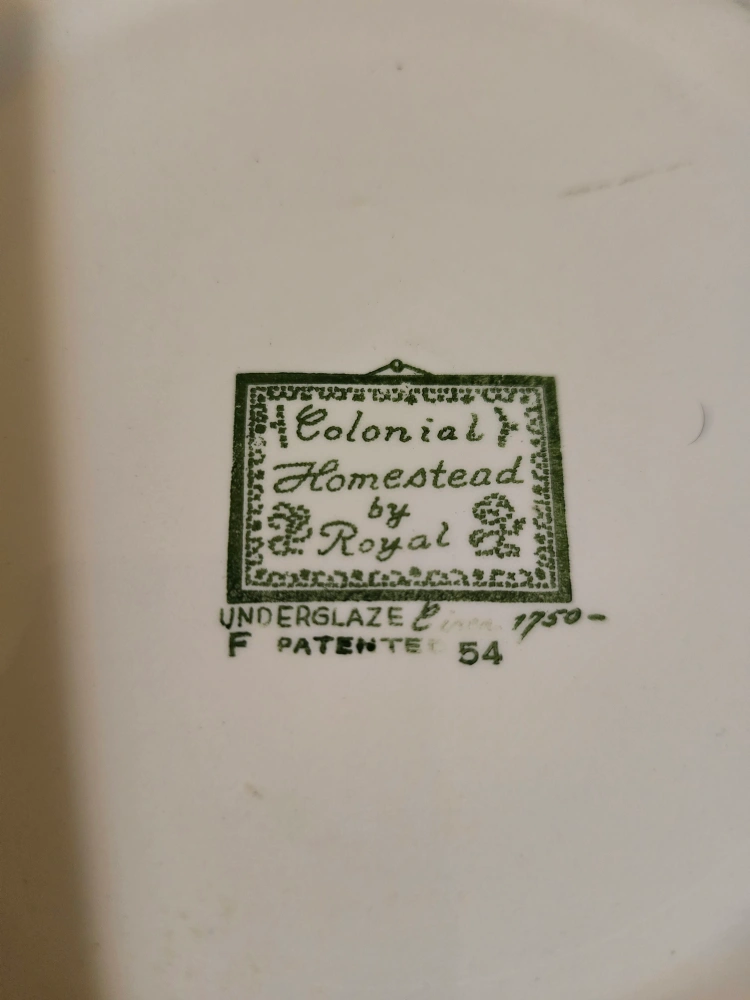 Colonial
Homestead
by
Royal
UNDERGLAZE 1750-
F PATENTE 54